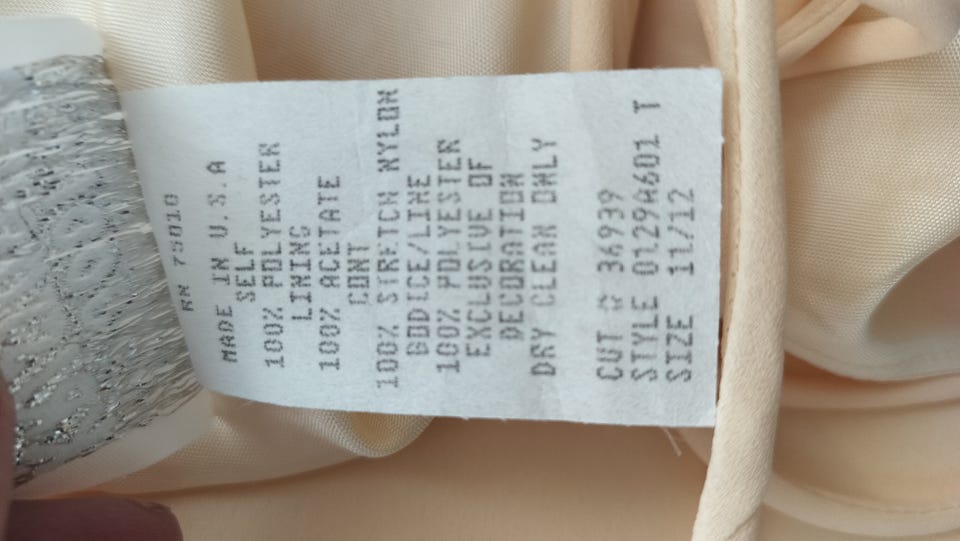 RN 75010
MADE IN U.S.A
SELF
100% POLYESTER
LINING
100% ACETATE
CONT
100% STRETCH NYLON
BODICE/LINE
100% POLYESTER
EXCLUSIVE OF
DECORATION
DRY CLEAN ONLY
CUT # 36939
STYLE 0129A601 T
SIZE 11/12